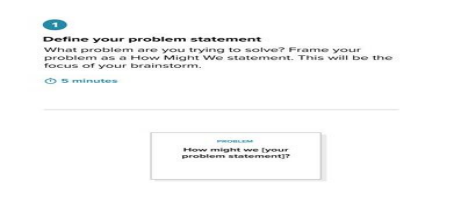 1
Define your problem statement
What problem are you trying to solve? Frame your
problem as a How Might We statement. This will be the
focus of your brainstorm.
5 minutes
PROBLEM
How might we [your
problem statement]?